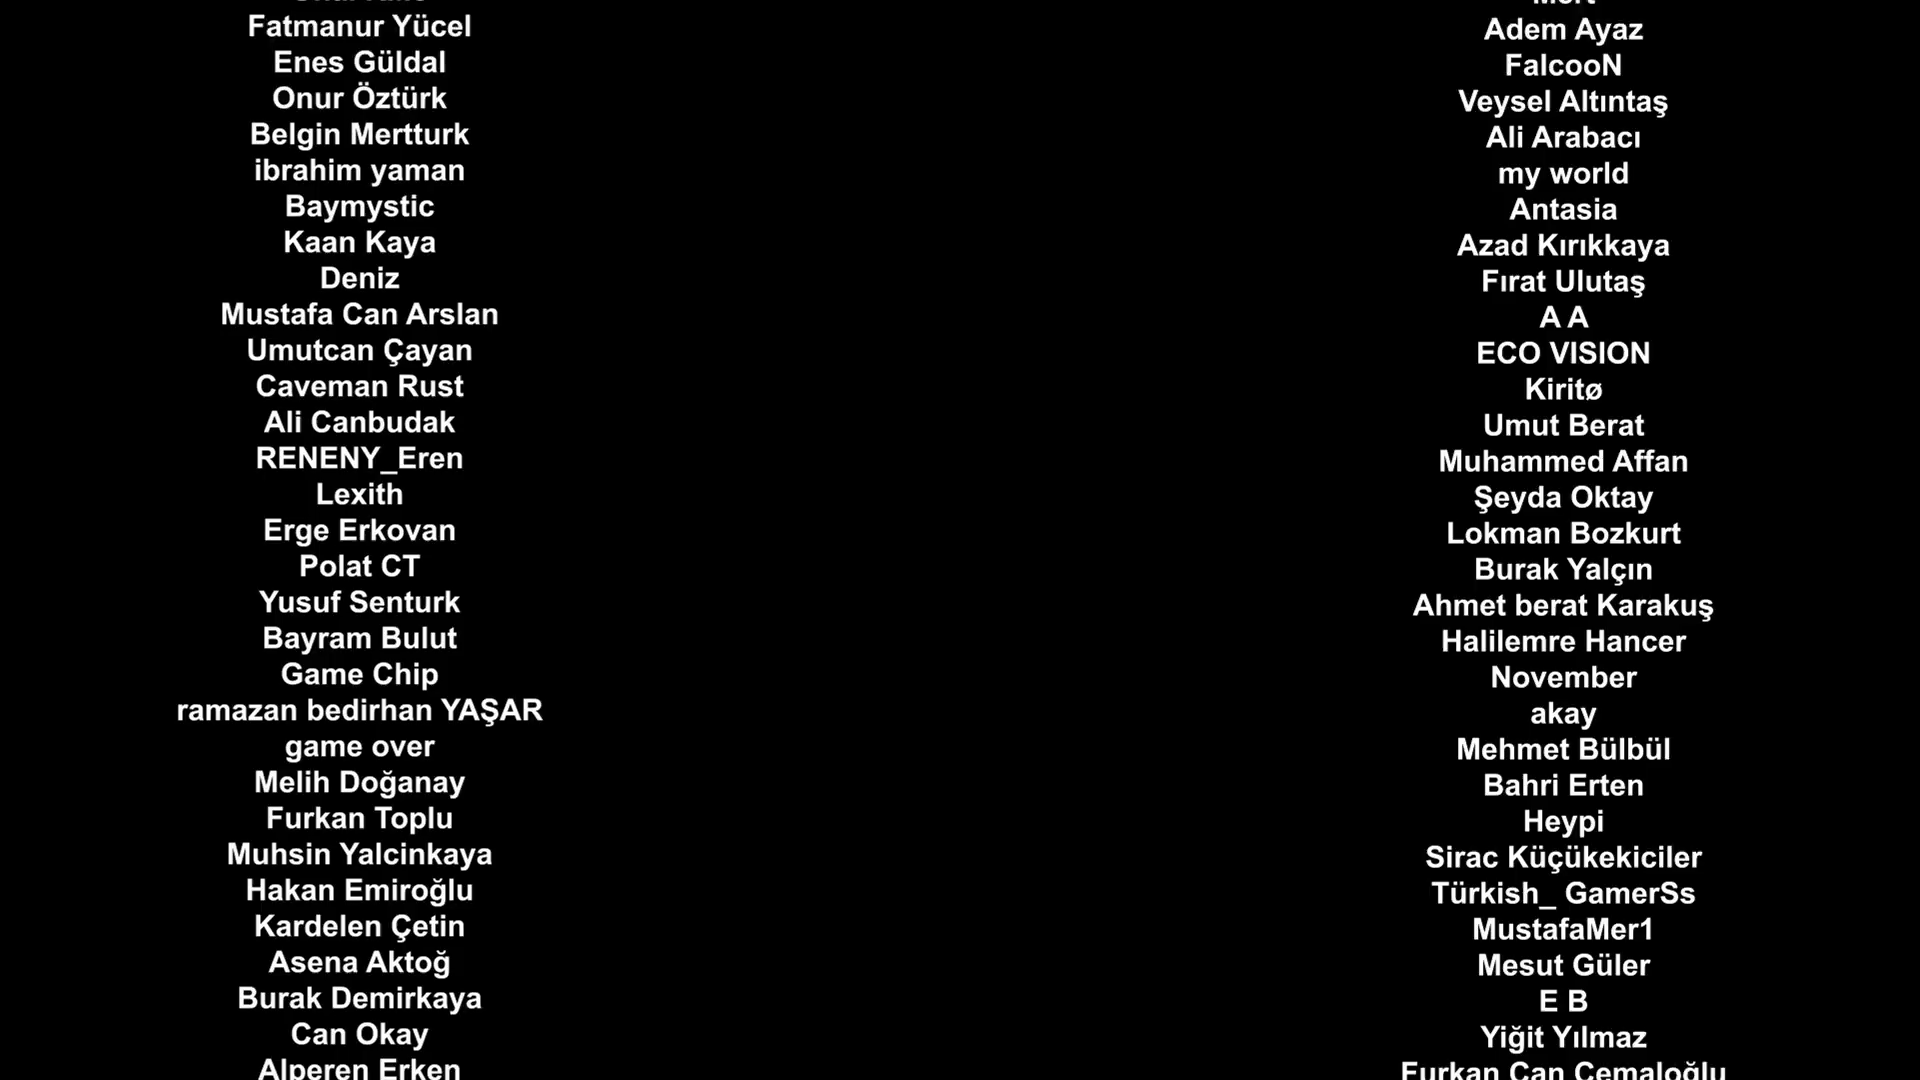 Fatmanur Yücel
Enes Güldal
Onur Öztürk
Belgin Mertturk
ibrahim yaman
Baymystic
Kaan Kaya
Deniz
Mustafa Can Arslan
Umutcan Çayan
Caveman Rust
Ali Canbudak
RENENY_Eren
Lexith
Erge Erkovan
Polat CT
Yusuf Senturk
Bayram Bulut
Game Chip
ramazan bedirhan YAŞAR
game over
Melih Doğanay
Furkan Toplu
Muhsin Yalcinkaya
Hakan Emiroğlu
Kardelen Çetin
Asena Aktoğ
Burak Demirkaya
Can Okay
Alperen Erken
Mert
Adem Ayaz
FalcooN
Veysel Altıntaş
Ali Arabacı
my world
Antasia
Azad Kırıkkaya
Fırat Ulutaş
A A
ECO VISION
Kiritø
Umut Berat
Muhammed Affan
Şeyda Oktay
Lokman Bozkurt
Burak Yalçın
Ahmet berat Karakuş
Halilemre Hancer
November
akay
Mehmet Bülbül
Bahri Erten
Heypi
Sirac Küçükekiciler
Türkish_ GamerSs
MustafaMer1
Mesut Güler
E B
Yiğit Yılmaz
Furkan Can Cemaloğlu